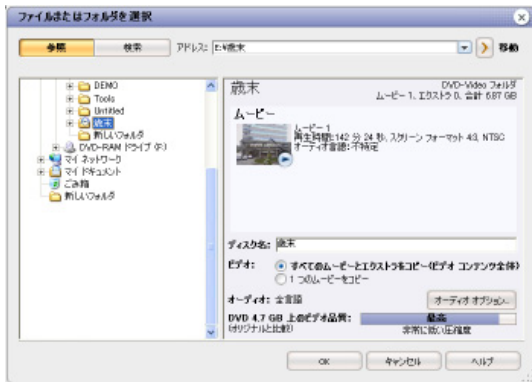 ファイルまたはフォルダを選択
参照
検索
アドレス:
E:¥歳末
移動
DEMO
Tools
Untitled
歳末
新しいフォルダ
DVD-RAM ドライブ (F:)
マイ ネットワーク
マイ ドキュメント
ごみ箱
新しいフォルダ
歳末
DVD-Video フォルダ
ムービー 1、エクストラ 0、合計 6.87 GB
ムービー
ムービー 1
再生時間:142 分 24 秒、スクリーン フォーマット 4:3, NTSC
オーディオ言語:不特定
ディスク名:
歳末
ビデオ:
すべてのムービーとエクストラをコピー(ビデオ コンテンツ全体)
1 つのムービーをコピー
オーディオ: 全言語
オーディオ オプション...
DVD 4.7 GB 上のビデオ品質:
最高
(オリジナルと比較)
非常に低い圧縮度
OK
キャンセル
ヘルプ